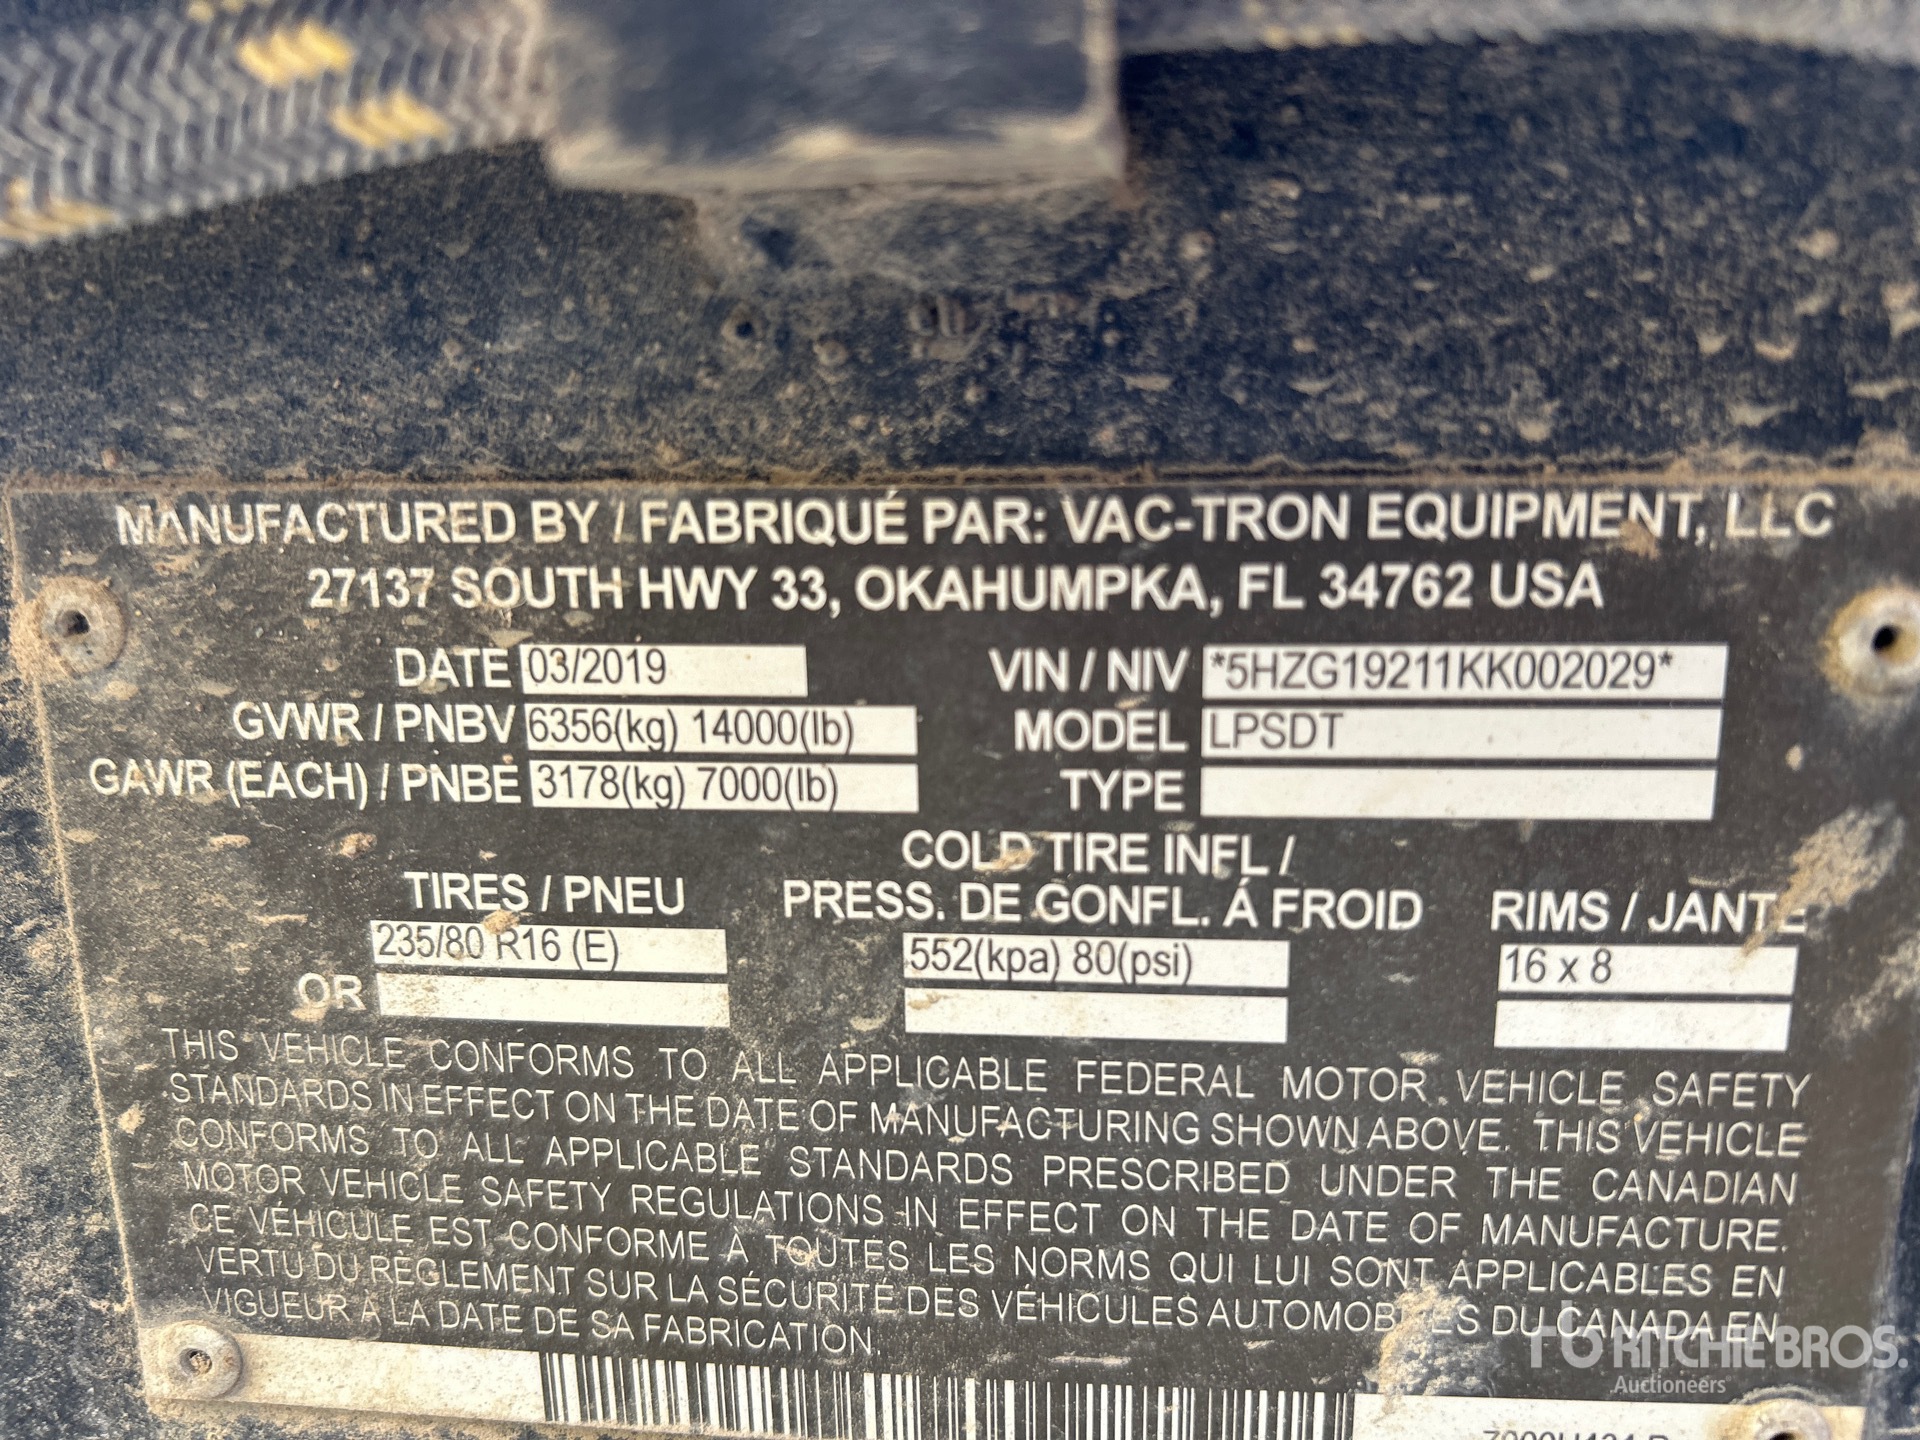 MANUFACTURED BY / FABRIQUÉ PAR: VAC-TRON EQUIPMENT, LLC
27137 SOUTH HWY 33, OKAHUMPKA, FL 34762 USA
DATE 03/2019 VIN / NIV *5HZG19211KK002029*
GVWR / PNBV 6356(kg) 14000(lb) MODEL LPSDT
GAWR (EACH) / PNBE 3178(kg) 7000(lb) TYPE
COLD TIRE INFL /
TIRES / PNEU PRESS. DE GONFL. Á FROID RIMS / JANTE
235/80 R16 (E) 552(kpa) 80(psi) 16 x 8
OR
THIS VEHICLE CONFORMS TO ALL APPLICABLE FEDERAL MOTOR VEHICLE SAFETY
STANDARDS IN EFFECT ON THE DATE OF MANUFACTURING SHOWN ABOVE. THIS VEHICLE
CONFORMS TO ALL APPLICABLE STANDARDS PRESCRIBED UNDER THE CANADIAN
MOTOR VEHICLE SAFETY REGULATIONS IN EFFECT ON THE DATE OF MANUFACTURE.
CE VÉHICULE EST CONFORME À TOUTES LES NORMS QUI LUI SONT APPLICABLES EN
VERTU DU RÈGLEMENT SUR LA SÉCURITÉ DES VÉHICULES AUTOMOBILES DU CANADA EN
VIGUEUR À LA DATE DE SA FABRICATION.
RITCHIE BROS.
Auctioneers